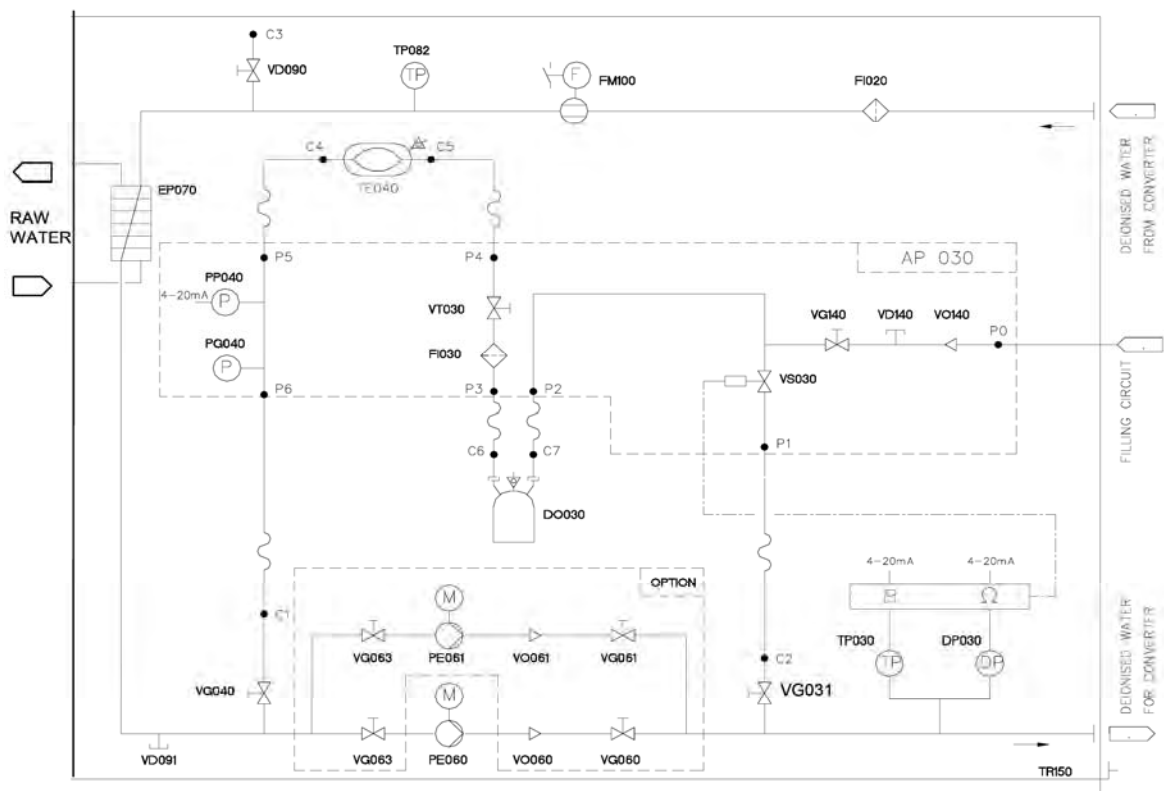 C3
VD090
TP082
TP
F
FM100
FI020
DEIONISED WATER
FROM CONVERTER
C4
C5
TE040
EP070
RAW
WATER
P5
P4
AP 030
PP040
4-20mA
P
VT030
VG140
VD140
VO140
P0
PG040
P
FI030
VS030
FILLING CIRCUIT
P6
P3
P2
P1
C6
C7
DO030
OPTION
4-20mA
4-20mA
Ω
C1
M
VG063
PE061
VO061
VG061
TP030
DP030
TP
DP
C2
VG040
M
VG031
DEIONISED WATER
FOR CONVERTER
VD091
VG063
PE060
VO060
VG060
TR150